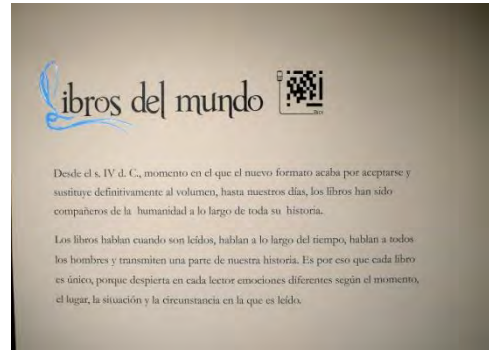 Libros del mundo
Desde el s. IV d. C., momento en el que el nuevo formato acaba por aceptarse y
sustituye definitivamente al volumen, hasta nuestros días, los libros han sido
compañeros de la humanidad a lo largo de toda su historia.
Los libros hablan cuando son leídos, hablan a lo largo del tiempo, hablan a todos
los hombres y transmiten una parte de nuestra historia. Es por eso que cada libro
es único, porque despierta en cada lector emociones diferentes según el momento,
el lugar, la situación y la circunstancia en la que es leído.